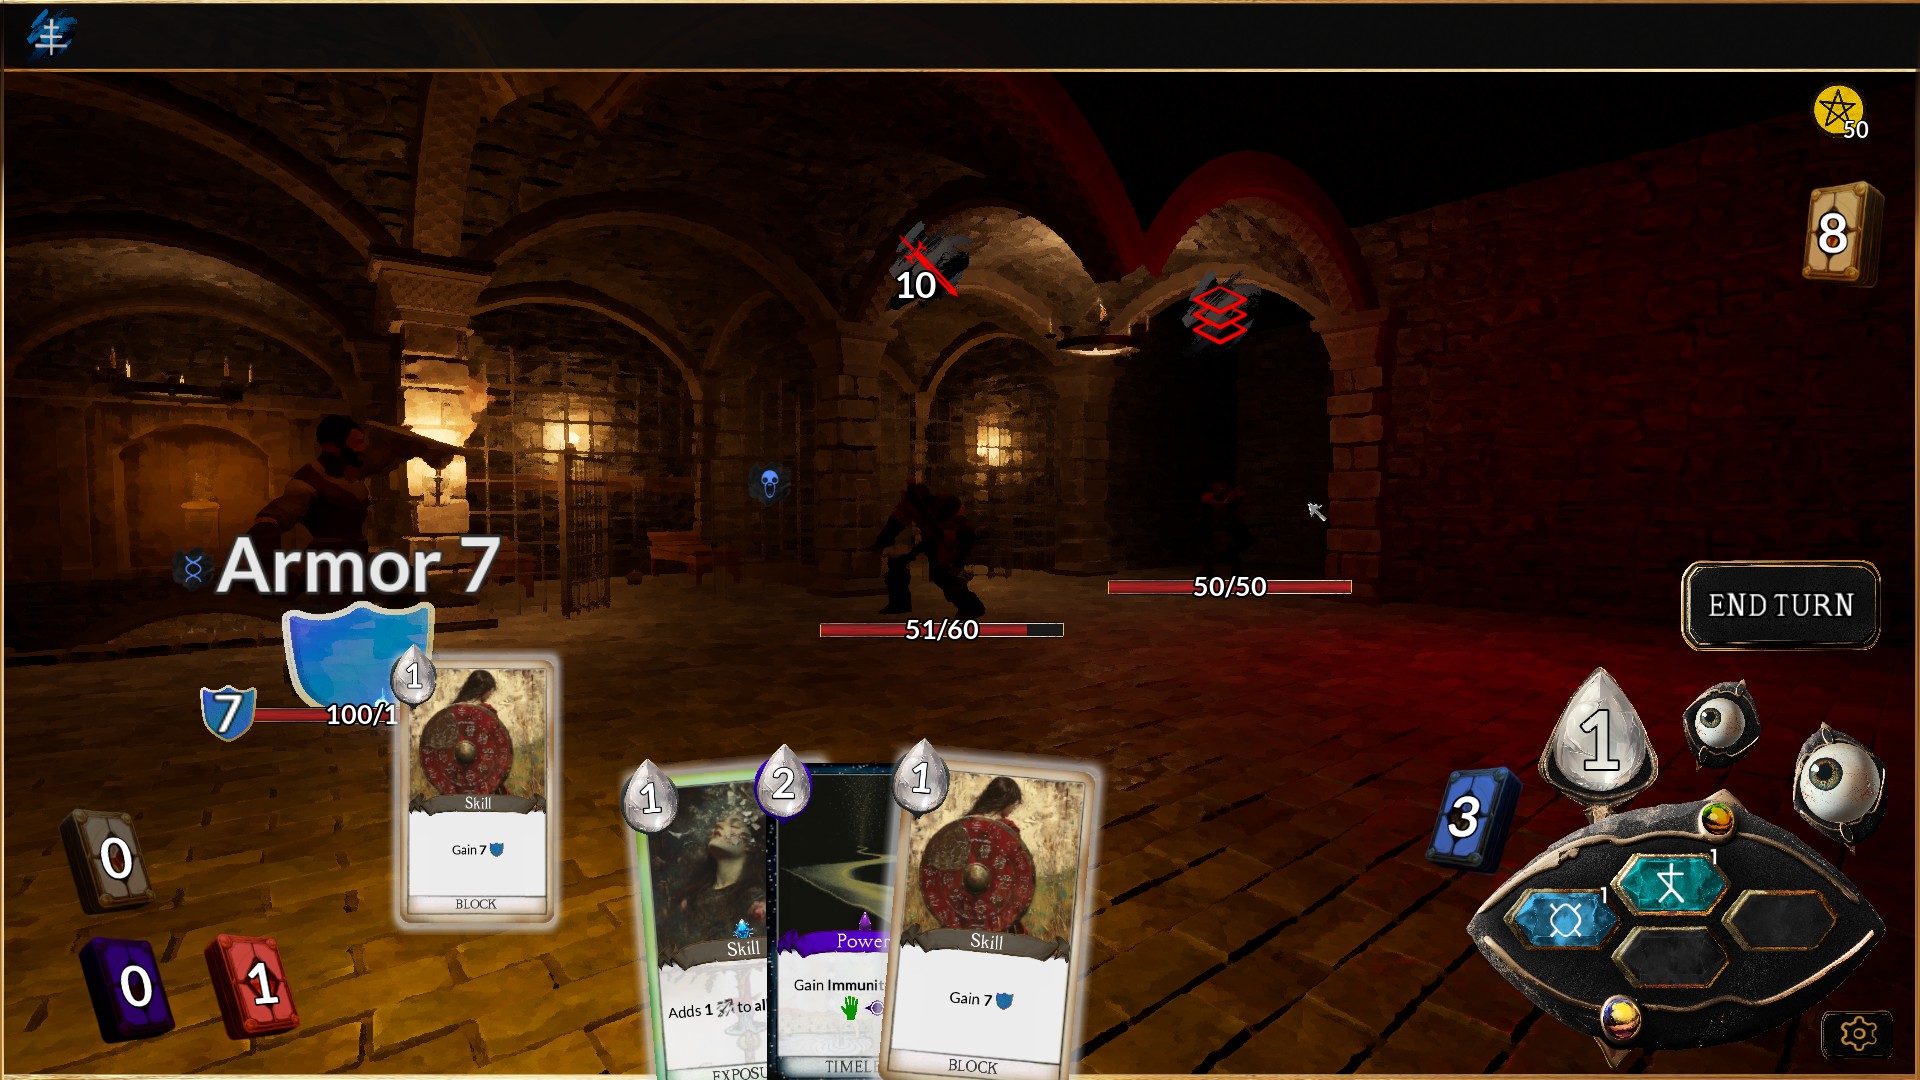 50
8
10
50/50
51/60
Armor 7
END TURN
7
100/1
1
Skill
Gain 7
BLOCK
1
2
1
1
3
0
Skill
Adds 1 to all
EXPOSU
Power
Gain Immunit
TIMELE
Skill
Gain 7
BLOCK
1
1
0
1